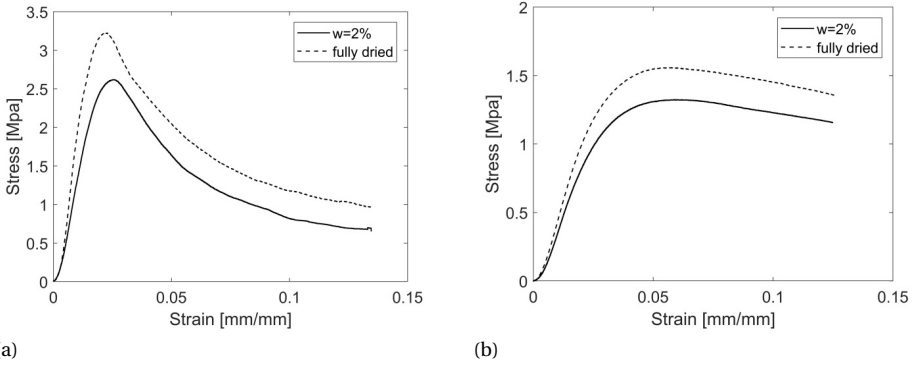 3.5
3
2.5
2
1.5
1
0.5
0
0 0.05 0.1 0.15
Stress [Mpa]
Strain [mm/mm]
w=2%
fully dried
a)
2
1.5
1
0.5
0
0 0.05 0.1 0.15
Stress [Mpa]
Strain [mm/mm]
w=2%
fully dried
(b)